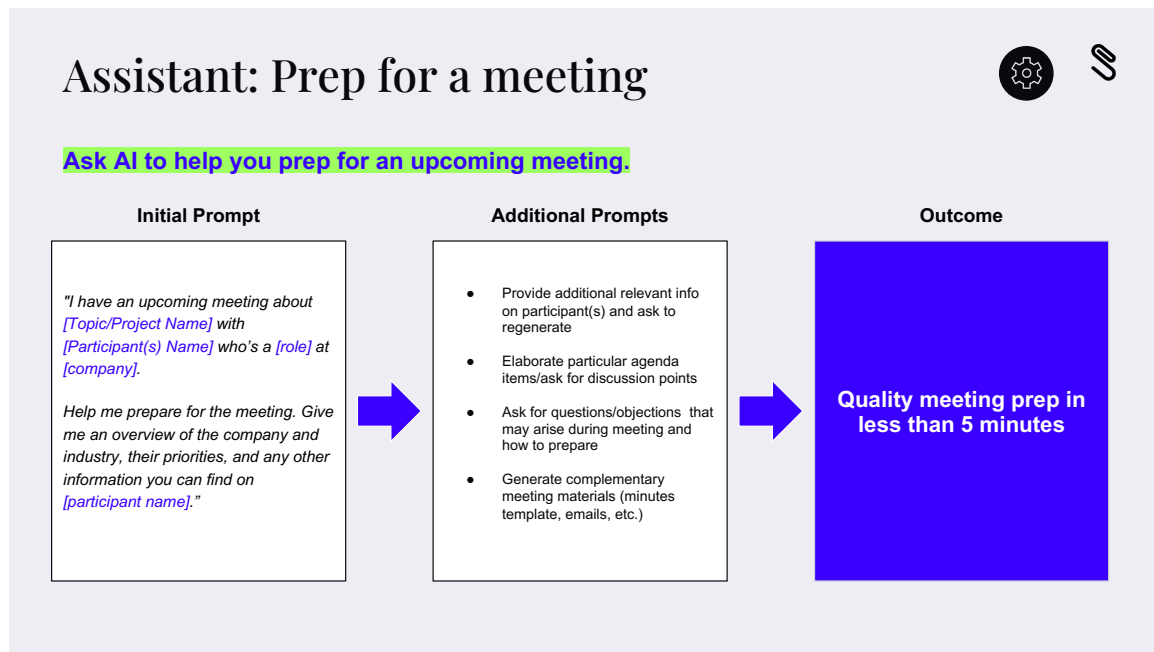 Assistant: Prep for a meeting
Ask AI to help you prep for an upcoming meeting.
Initial Prompt
"I have an upcoming meeting about
[Topic/Project Name] with
[Participant(s) Name] who's a [role] at
[company].
Help me prepare for the meeting. Give
me an overview of the company and
industry, their priorities, and any other
information you can find on
[participant name].”
Additional Prompts
● Provide additional relevant info
on participant(s) and ask to
regenerate
● Elaborate particular agenda
items/ask for discussion points
● Ask for questions/objections that
may arise during meeting and
how to prepare
● Generate complementary
meeting materials (minutes
template, emails, etc.)
Outcome
Quality meeting prep in
less than 5 minutes